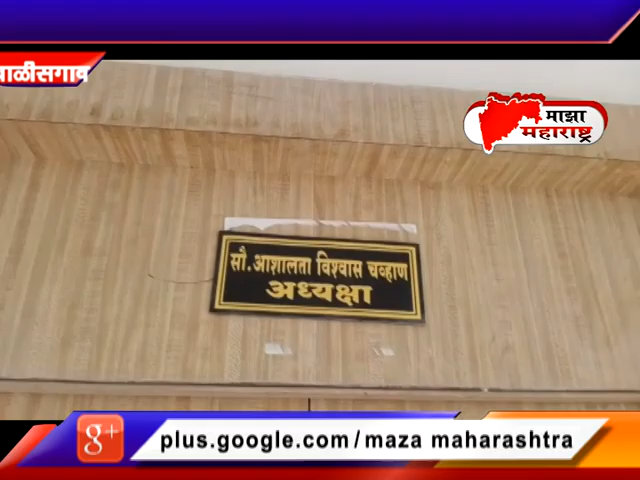 चाळीसगाव
माझा
महाराष्ट्र
सौ.आशालता विश्वास चव्हाण
अध्यक्षा
g+
plus.google.com/maza maharashtra